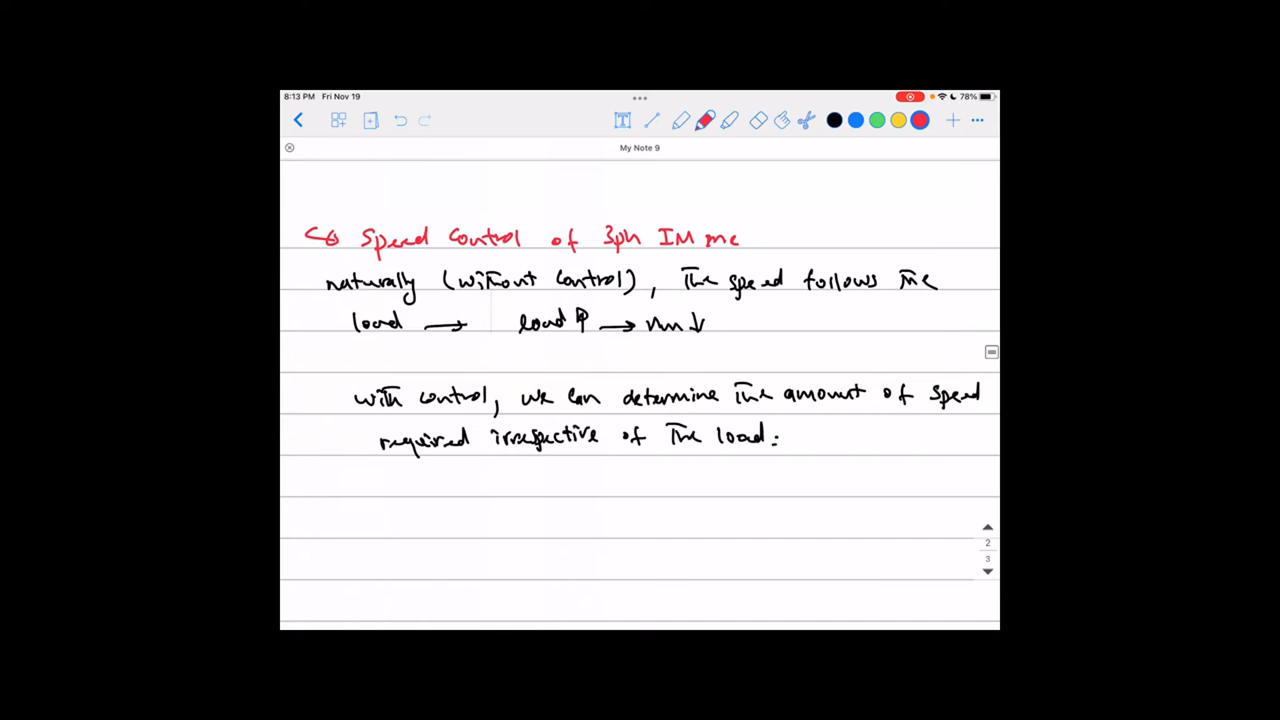 8:13 PM Fri Nov 19
78%
My Note 9
↪ Speed Control of 3ph IM mc
naturally (without control), The speed follows the
load → load ↑ → nm ↓
with control, we can determine the amount of speed
required irrespective of the load:
2
3